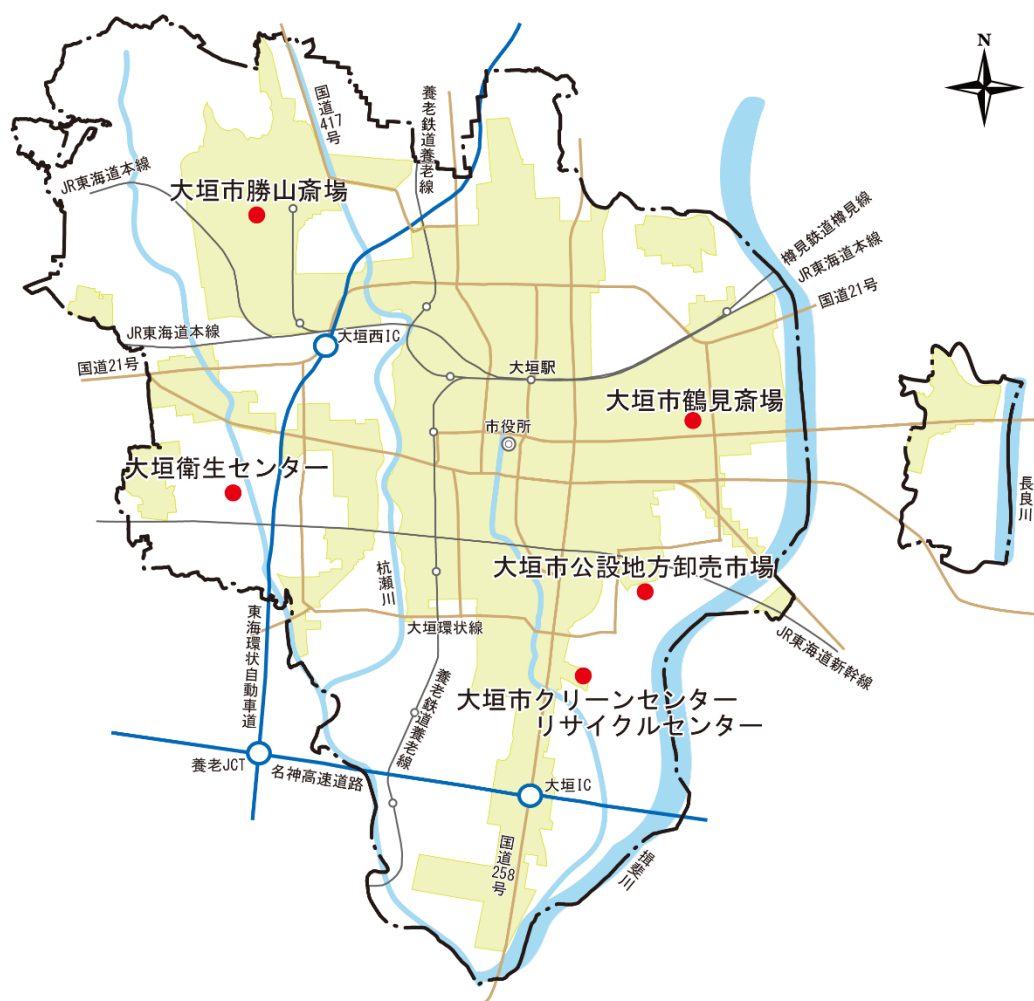 N
国道417号
養老鉄道養老線
JR東海道本線
大垣市勝山斎場
樽見鉄道樽見線
JR東海道本線
国道21号
JR東海道本線
大垣西IC
国道21号
大垣駅
大垣市鶴見斎場
市役所
大垣衛生センター
長良川
杭瀬川
大垣市公設地方卸売市場
大垣環状線
JR東海道新幹線
東海環状自動車道
養老鉄道養老線
大垣市クリーンセンター
リサイクルセンター
養老JCT
名神高速道路
大垣IC
国道258号
揖斐川